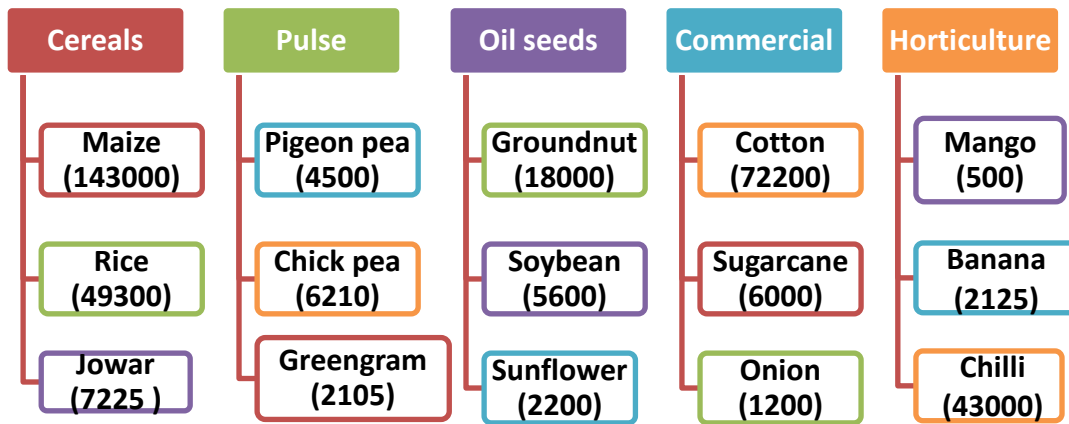 Cereals
Maize
(143000)
Rice
(49300)
Jowar
(7225 )
Pulse
Pigeon pea
(4500)
Chick pea
(6210)
Greengram
(2105)
Oil seeds
Groundnut
(18000)
Soybean
(5600)
Sunflower
(2200)
Commercial
Cotton
(72200)
Sugarcane
(6000)
Onion
(1200)
Horticulture
Mango
(500)
Banana
(2125)
Chilli
(43000)